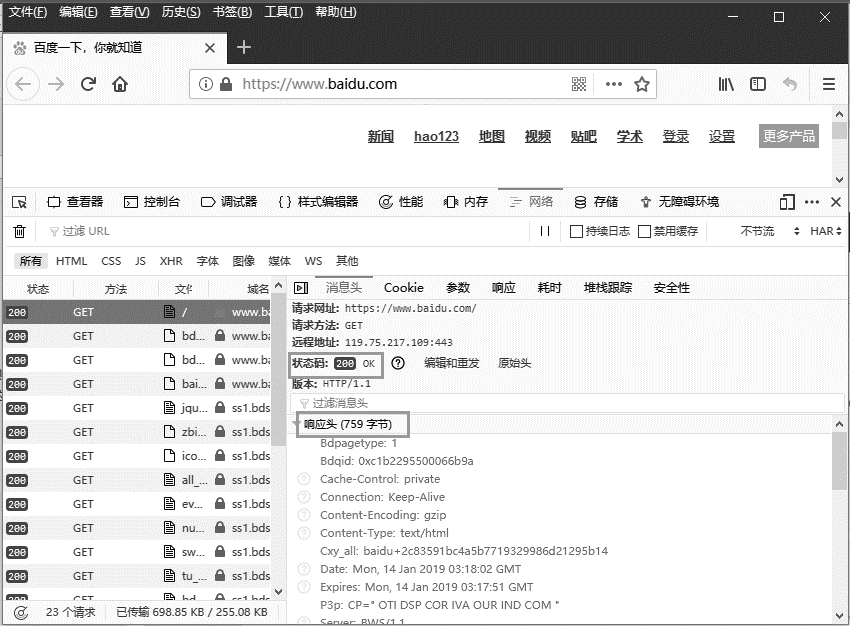 文件(F) 编辑(E) 查看(V) 历史(S) 书签(B) 工具(T) 帮助(H)
百度一下，你就知道
https://www.baidu.com
新闻 hao123 地图 视频 贴吧 学术 登录 设置 更多产品
查看器 控制台 调试器 {} 样式编辑器 性能 内存 网络 存储 无障碍环境
过滤 URL 持续日志 禁用缓存 不节流 HAR
所有 HTML CSS JS XHR 字体 图像 媒体 WS 其他
状态 方法 文件 域名
200 GET / www.ba
200 GET bd... www.ba
200 GET bd... www.ba
200 GET bai... www.ba
200 GET jqu... ss1.bds
200 GET zbi... ss1.bds
200 GET ico... ss1.bds
200 GET all_... ss1.bds
200 GET ev... ss1.bds
200 GET nu... ss1.bds
200 GET sw... ss1.bds
200 GET tu_... ss1.bds
200 GET bd... ss1.bds
23 个请求 已传输 698.85 KB / 255.08 KB
消息头 Cookie 参数 响应 耗时 堆栈跟踪 安全性
请求网址: https://www.baidu.com/
请求方法: GET
远程地址: 119.75.217.109:443
状态码: 200 OK 编辑和重发 原始头
版本: HTTP/1.1
过滤消息头
响应头 (759 字节)
Bdpagetype: 1
Bdqid: 0xc1b2295500066b9a
Cache-Control: private
Connection: Keep-Alive
Content-Encoding: gzip
Content-Type: text/html
Cxy_all: baidu+2c83591bc4a5b7719329986d21295b14
Date: Mon, 14 Jan 2019 03:18:02 GMT
Expires: Mon, 14 Jan 2019 03:17:51 GMT
P3p: CP=" OTI DSP COR IVA OUR IND COM "
Server: BWS/1.1